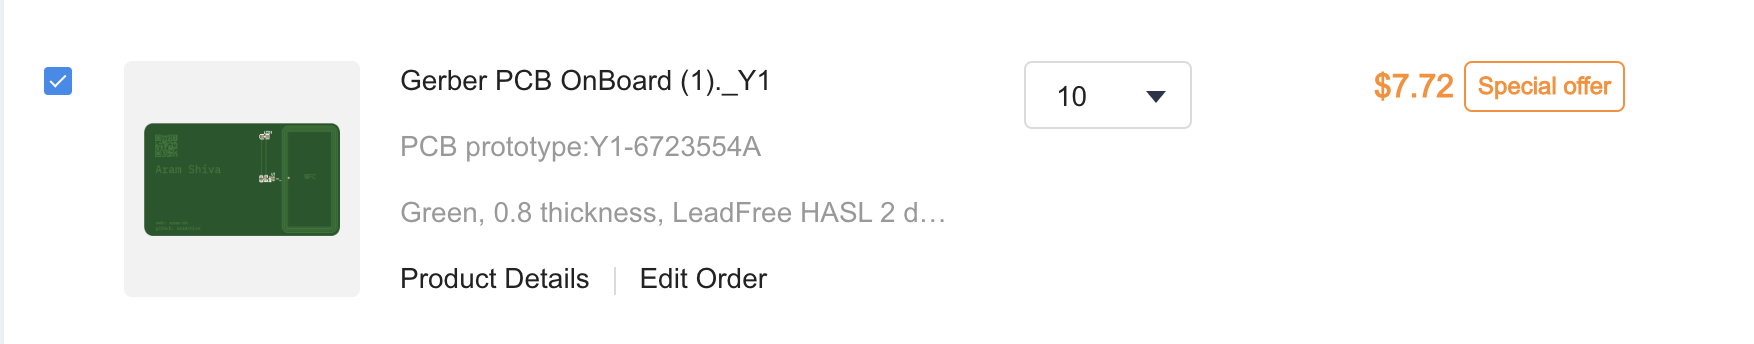 Gerber PCB OnBoard (1)._Y1
10
$7.72
Special offer
PCB prototype:Y1-6723554A
Green, 0.8 thickness, LeadFree HASL 2 d...
Product Details
Edit Order
Aram Shiva
NFC